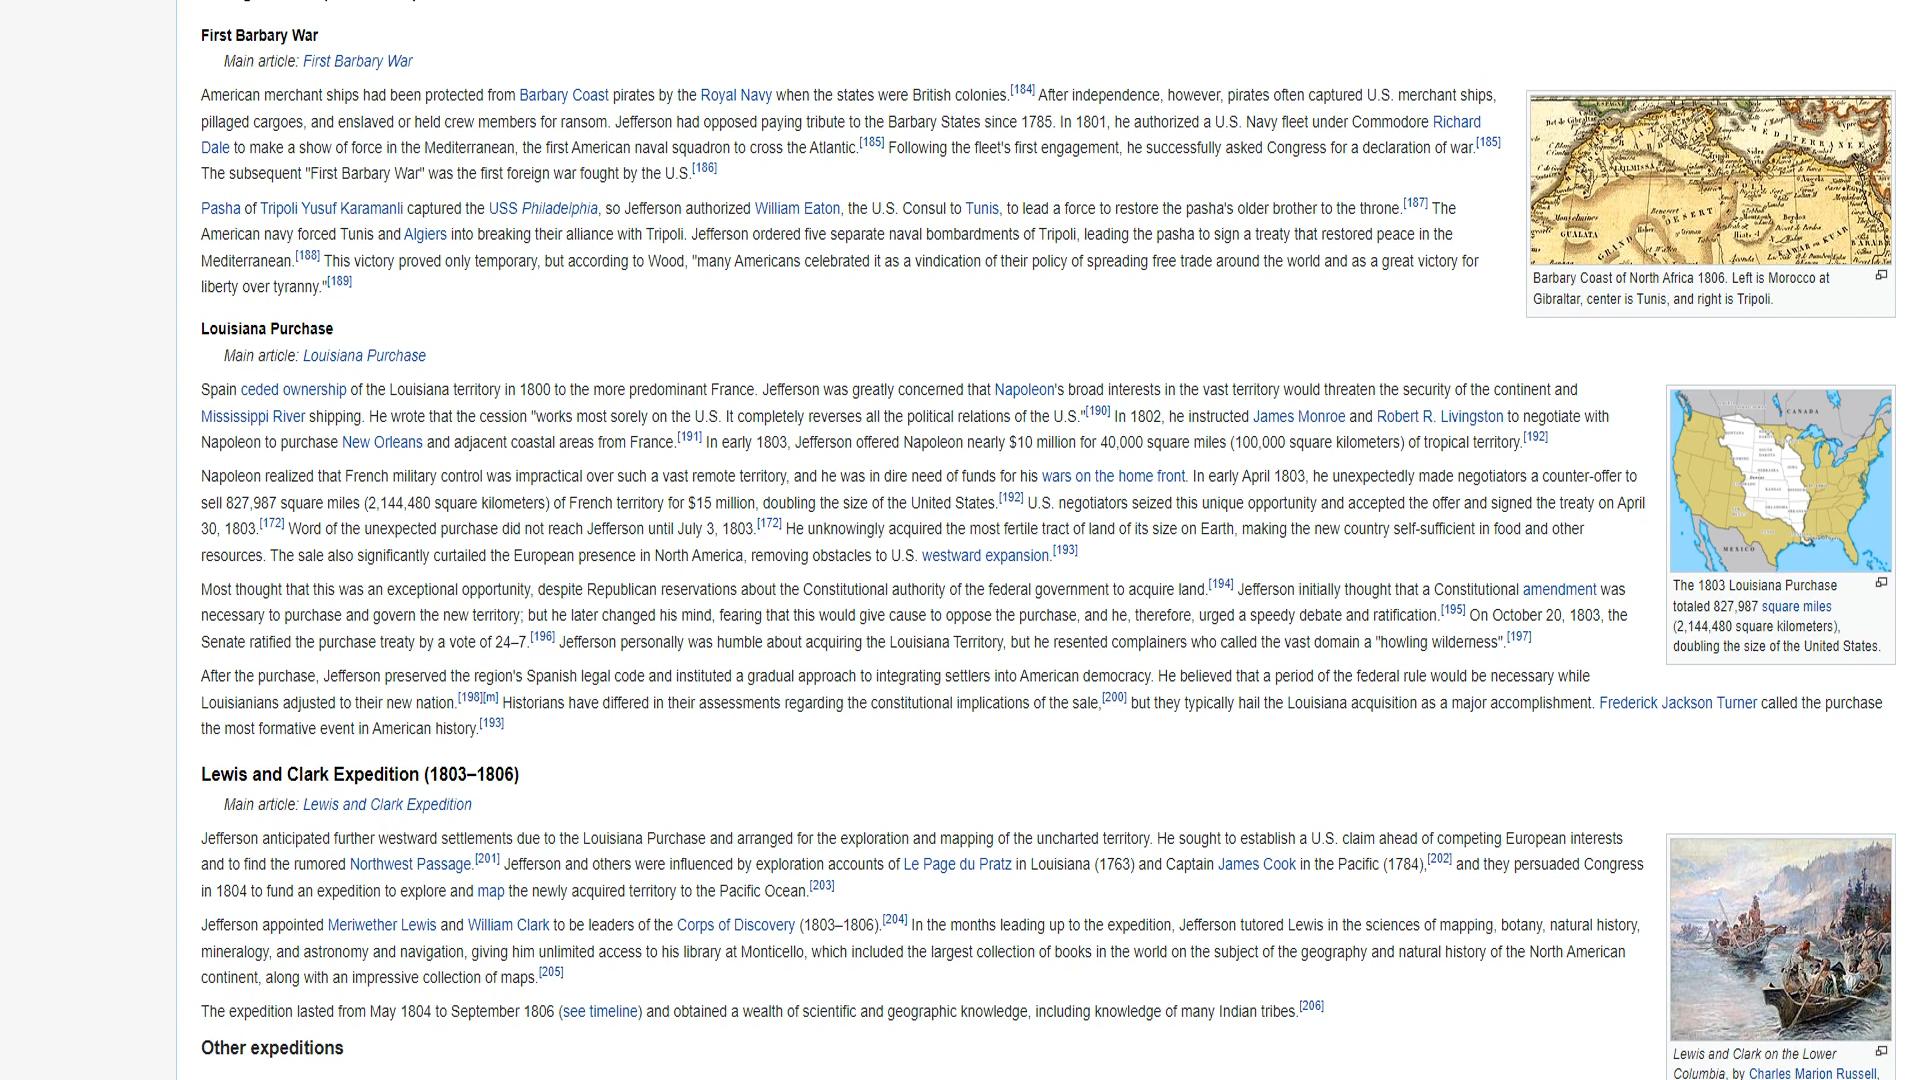 First Barbary War
Main article: First Barbary War
American merchant ships had been protected from Barbary Coast pirates by the Royal Navy when the states were British colonies.[184] After independence, however, pirates often captured U.S. merchant ships,
pillaged cargoes, and enslaved or held crew members for ransom. Jefferson had opposed paying tribute to the Barbary States since 1785. In 1801, he authorized a U.S. Navy fleet under Commodore Richard
Dale to make a show of force in the Mediterranean, the first American naval squadron to cross the Atlantic.[185] Following the fleet's first engagement, he successfully asked Congress for a declaration of war.[185]
The subsequent "First Barbary War" was the first foreign war fought by the U.S.[186]
Pasha of Tripoli Yusuf Karamanli captured the USS Philadelphia, so Jefferson authorized William Eaton, the U.S. Consul to Tunis, to lead a force to restore the pasha's older brother to the throne.[187] The
American navy forced Tunis and Algiers into breaking their alliance with Tripoli. Jefferson ordered five separate naval bombardments of Tripoli, leading the pasha to sign a treaty that restored peace in the
Mediterranean.[188] This victory proved only temporary, but according to Wood, "many Americans celebrated it as a vindication of their policy of spreading free trade around the world and as a great victory for
liberty over tyranny."[189]
MEDITERRANEE
DESERT
GUALATA
Barbary Coast of North Africa 1806. Left is Morocco at
Gibraltar, center is Tunis, and right is Tripoli.
Louisiana Purchase
Main article: Louisiana Purchase
Spain ceded ownership of the Louisiana territory in 1800 to the more predominant France. Jefferson was greatly concerned that Napoleon's broad interests in the vast territory would threaten the security of the continent and
Mississippi River shipping. He wrote that the cession "works most sorely on the U.S. It completely reverses all the political relations of the U.S."[190] In 1802, he instructed James Monroe and Robert R. Livingston to negotiate with
Napoleon to purchase New Orleans and adjacent coastal areas from France.[191] In early 1803, Jefferson offered Napoleon nearly $10 million for 40,000 square miles (100,000 square kilometers) of tropical territory.[192]
Napoleon realized that French military control was impractical over such a vast remote territory, and he was in dire need of funds for his wars on the home front. In early April 1803, he unexpectedly made negotiators a counter-offer to
sell 827,987 square miles (2,144,480 square kilometers) of French territory for $15 million, doubling the size of the United States.[192] U.S. negotiators seized this unique opportunity and accepted the offer and signed the treaty on April
30, 1803.[172] Word of the unexpected purchase did not reach Jefferson until July 3, 1803.[172] He unknowingly acquired the most fertile tract of land of its size on Earth, making the new country self-sufficient in food and other
resources. The sale also significantly curtailed the European presence in North America, removing obstacles to U.S. westward expansion.[193]
Most thought that this was an exceptional opportunity, despite Republican reservations about the Constitutional authority of the federal government to acquire land.[194] Jefferson initially thought that a Constitutional amendment was
necessary to purchase and govern the new territory; but he later changed his mind, fearing that this would give cause to oppose the purchase, and he, therefore, urged a speedy debate and ratification.[195] On October 20, 1803, the
Senate ratified the purchase treaty by a vote of 24–7.[196] Jefferson personally was humble about acquiring the Louisiana Territory, but he resented complainers who called the vast domain a "howling wilderness".[197]
After the purchase, Jefferson preserved the region's Spanish legal code and instituted a gradual approach to integrating settlers into American democracy. He believed that a period of the federal rule would be necessary while
Louisianians adjusted to their new nation.[198][m] Historians have differed in their assessments regarding the constitutional implications of the sale,[200] but they typically hail the Louisiana acquisition as a major accomplishment. Frederick Jackson Turner called the purchase
the most formative event in American history.[193]
CANADA
MEXICO
The 1803 Louisiana Purchase
totaled 827,987 square miles
(2,144,480 square kilometers),
doubling the size of the United States.
Lewis and Clark Expedition (1803–1806)
Main article: Lewis and Clark Expedition
Jefferson anticipated further westward settlements due to the Louisiana Purchase and arranged for the exploration and mapping of the uncharted territory. He sought to establish a U.S. claim ahead of competing European interests
and to find the rumored Northwest Passage.[201] Jefferson and others were influenced by exploration accounts of Le Page du Pratz in Louisiana (1763) and Captain James Cook in the Pacific (1784),[202] and they persuaded Congress
in 1804 to fund an expedition to explore and map the newly acquired territory to the Pacific Ocean.[203]
Jefferson appointed Meriwether Lewis and William Clark to be leaders of the Corps of Discovery (1803–1806).[204] In the months leading up to the expedition, Jefferson tutored Lewis in the sciences of mapping, botany, natural history,
mineralogy, and astronomy and navigation, giving him unlimited access to his library at Monticello, which included the largest collection of books in the world on the subject of the geography and natural history of the North American
continent, along with an impressive collection of maps.[205]
The expedition lasted from May 1804 to September 1806 (see timeline) and obtained a wealth of scientific and geographic knowledge, including knowledge of many Indian tribes.[206]
Lewis and Clark on the Lower
Columbia, by Charles Marion Russell,
Other expeditions